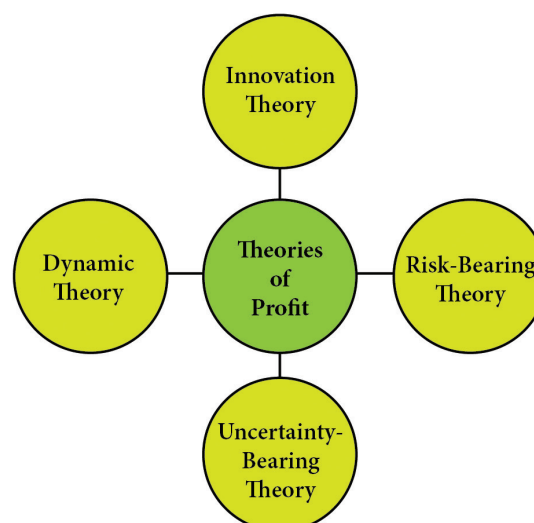 Innovation
Theory
Dynamic
Theory
Theories
of
Profit
Risk-Bearing
Theory
Uncertainty-
Bearing
Theory